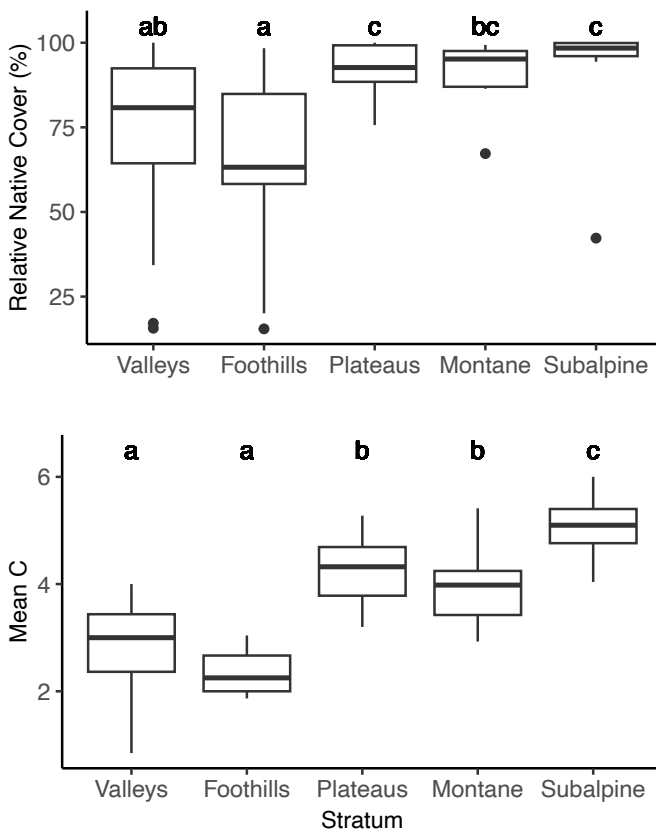 ab a c bc c
100
75
50
25
Relative Native Cover (%)
Valleys Foothills Plateaus Montane Subalpine
a a b b c
6
4
2
Mean C
Valleys Foothills Plateaus Montane Subalpine
Stratum